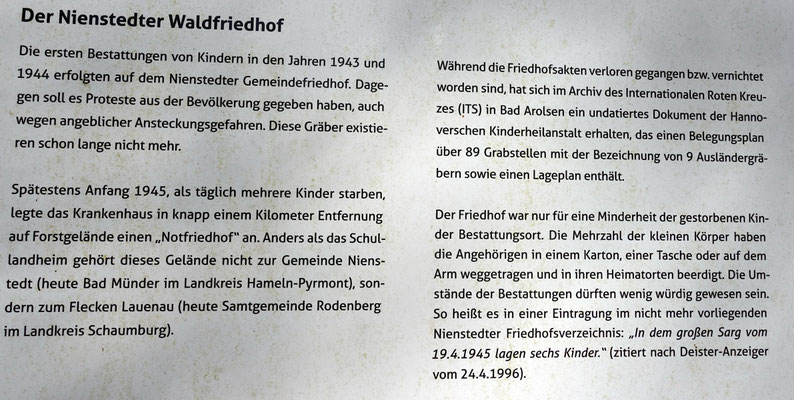 Der Nienstedter Waldfriedhof
Die ersten Bestattungen von Kindern in den Jahren 1943 und
1944 erfolgten auf dem Nienstedter Gemeindefriedhof. Dage-
gen soll es Proteste aus der Bevölkerung gegeben haben, auch
wegen angeblicher Ansteckungsgefahren. Diese Gräber existie-
ren schon lange nicht mehr.
Spätestens Anfang 1945, als täglich mehrere Kinder starben,
legte das Krankenhaus in knapp einem Kilometer Entfernung
auf Forstgelände einen „Notfriedhof" an. Anders als das Schul-
landheim gehört dieses Gelände nicht zur Gemeinde Niens-
tedt (heute Bad Münder im Landkreis Hameln-Pyrmont), son-
dern zum Flecken Lauenau (heute Samtgemeinde Rodenberg
im Landkreis Schaumburg).
Während die Friedhofsakten verloren gegangen bzw. vernichtet
worden sind, hat sich im Archiv des Internationalen Roten Kreu-
zes (ITS) in Bad Arolsen ein undatiertes Dokument der Hanno-
verschen Kinderheilanstalt erhalten, das einen Belegungsplan
über 89 Grabstellen mit der Bezeichnung von 9 Ausländergrä-
bern sowie einen Lageplan enthält.
Der Friedhof war nur für eine Minderheit der gestorbenen Kin-
der Bestattungsort. Die Mehrzahl der kleinen Körper haben
die Angehörigen in einem Karton, einer Tasche oder auf dem
Arm weggetragen und in ihren Heimatorten beerdigt. Die Um-
stände der Bestattungen dürften wenig würdig gewesen sein.
So heißt es in einer Eintragung im nicht mehr vorliegenden
Nienstedter Friedhofsverzeichnis: „In dem großen Sarg vom
19.4.1945 lagen sechs Kinder." (zitiert nach Deister-Anzeiger
vom 24.4.1996).